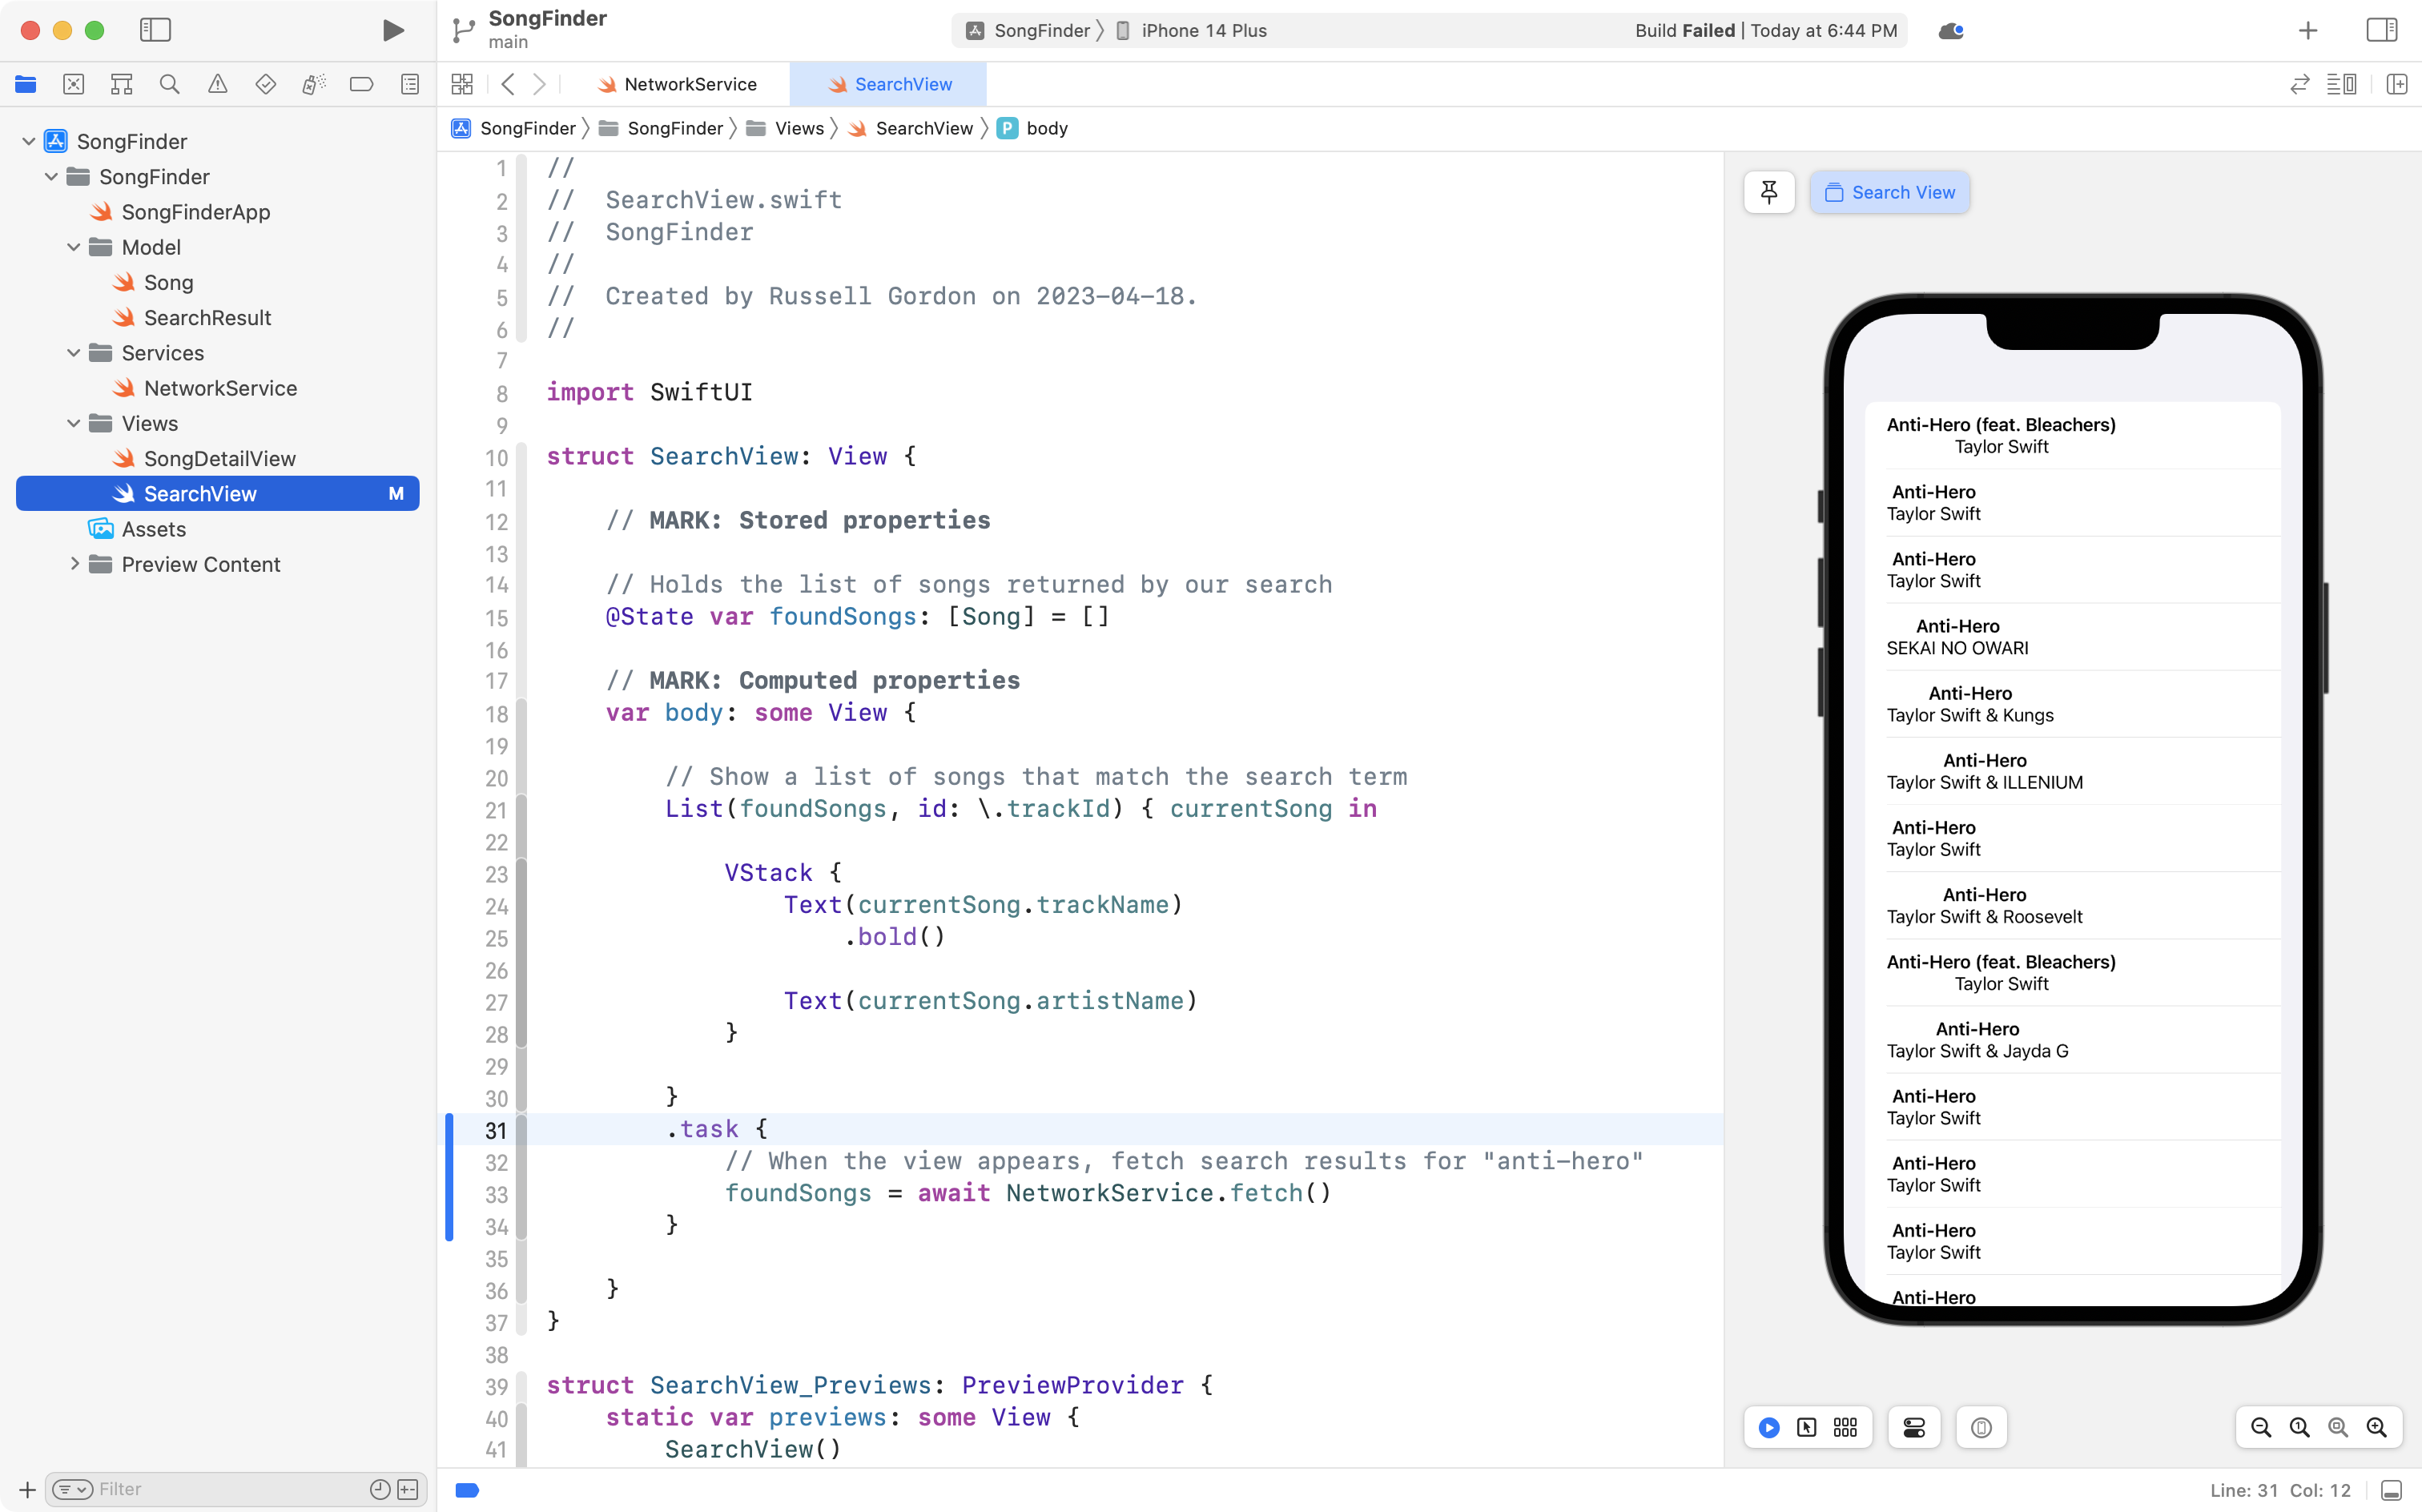 SongFinder
main
SongFinder
iPhone 14 Plus
Build Failed | Today at 6:44 PM
NetworkService
SearchView
SongFinder
SongFinder
Views
SearchView
P
body
SongFinder
SongFinder
SongFinderApp
Model
Song
SearchResult
Services
NetworkService
Views
SongDetailView
SearchView
M
Assets
Preview Content
Filter
1 //
2 //  SearchView.swift
3 //  SongFinder
4 //
5 //  Created by Russell Gordon on 2023-04-18.
6 //
7
8 import SwiftUI
9
10 struct SearchView: View {
11
12     // MARK: Stored properties
13
14     // Holds the list of songs returned by our search
15     @State var foundSongs: [Song] = []
16
17     // MARK: Computed properties
18     var body: some View {
19
20         // Show a list of songs that match the search term
21         List(foundSongs, id: \.trackId) { currentSong in
22
23             VStack {
24                 Text(currentSong.trackName)
25                     .bold()
26
27                 Text(currentSong.artistName)
28             }
29
30         }
31         .task {
32             // When the view appears, fetch search results for "anti-hero"
33             foundSongs = await NetworkService.fetch()
34         }
35
36     }
37 }
38
39 struct SearchView_Previews: PreviewProvider {
40     static var previews: some View {
41         SearchView()
Search View
Anti-Hero (feat. Bleachers)
Taylor Swift
Anti-Hero
Taylor Swift
Anti-Hero
Taylor Swift
Anti-Hero
SEKAI NO OWARI
Anti-Hero
Taylor Swift & Kungs
Anti-Hero
Taylor Swift & ILLENIUM
Anti-Hero
Taylor Swift
Anti-Hero
Taylor Swift & Roosevelt
Anti-Hero (feat. Bleachers)
Taylor Swift
Anti-Hero
Taylor Swift & Jayda G
Anti-Hero
Taylor Swift
Anti-Hero
Taylor Swift
Anti-Hero
Taylor Swift
Anti-Hero
Line: 31  Col: 12